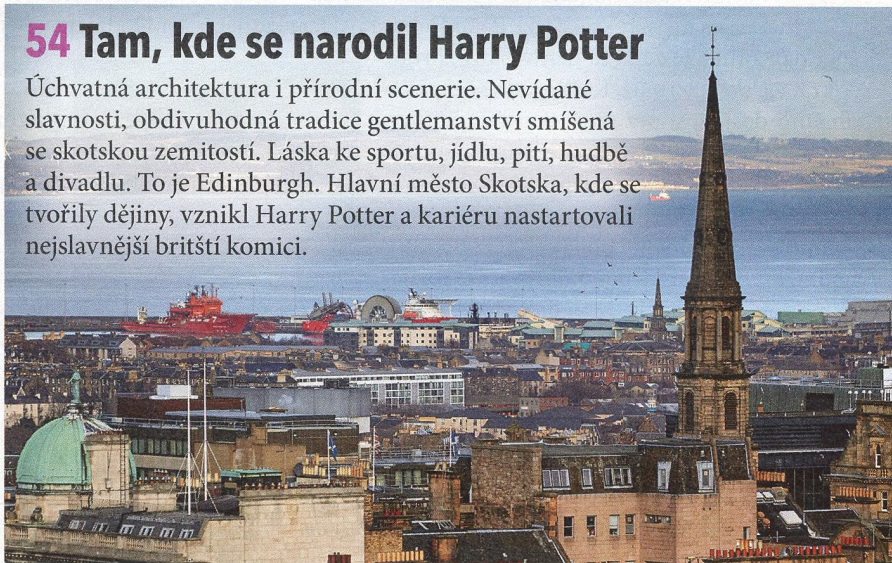 54 Tam, kde se narodil Harry Potter
Úchvatná architektura i přírodní scenerie. Nevídané
slavnosti, obdivuhodná tradice gentlemanství smíšená
se skotskou zemitostí. Láska ke sportu, jídlu, pití, hudbě
a divadlu. To je Edinburgh. Hlavní město Skotska, kde se
tvořily dějiny, vznikl Harry Potter a kariéru nastartovali
nejslavnější britští komici.